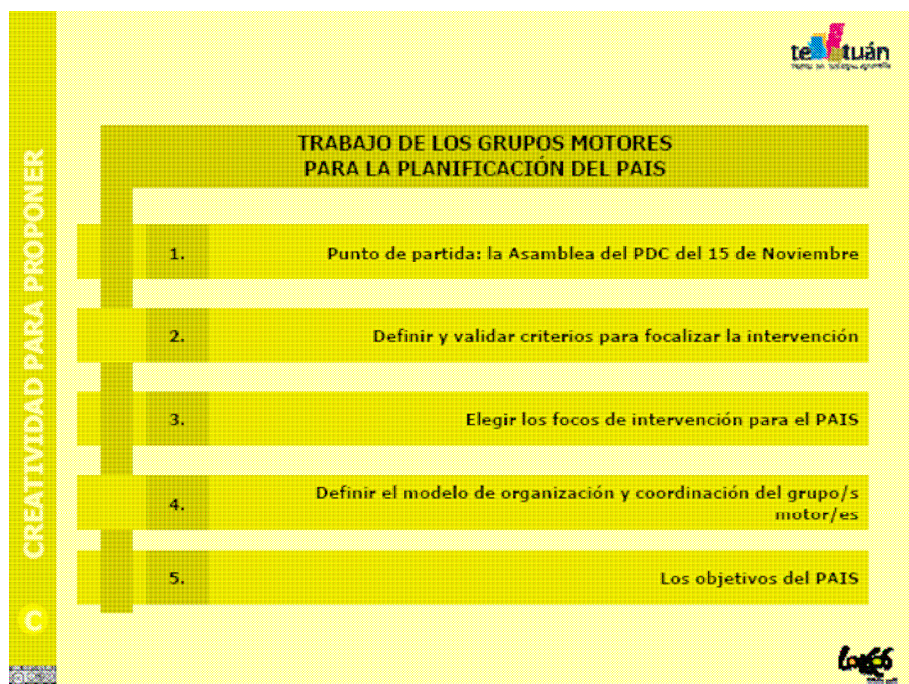 te tuán
CREATIVIDAD PARA PROPONER
TRABAJO DE LOS GRUPOS MOTORES
PARA LA PLANIFICACIÓN DEL PAIS
1. Punto de partida: la Asamblea del PDC del 15 de Noviembre
2. Definir y validar criterios para focalizar la intervención
3. Elegir los focos de intervención para el PAIS
4. Definir el modelo de organización y coordinación del grupo/s
motor/es
5. Los objetivos del PAIS